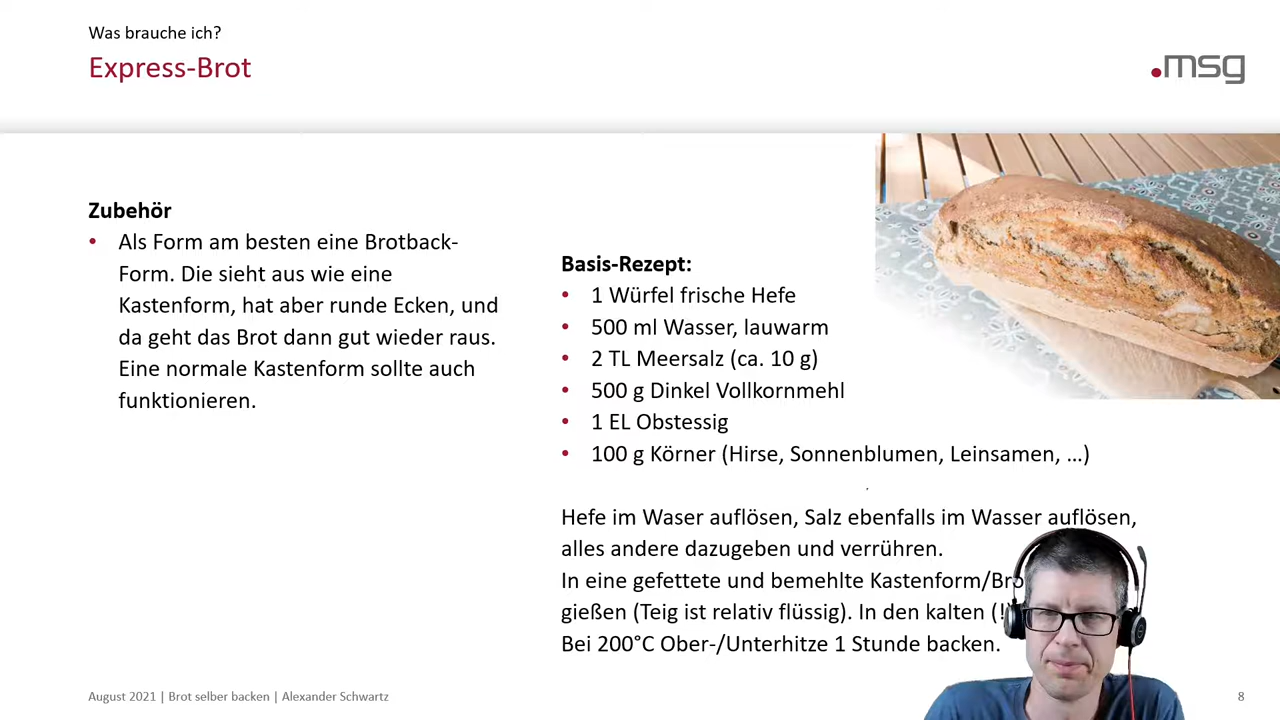 Was brauche ich?
Express-Brot
.msg
Zubehör
• Als Form am besten eine Brotback-
Form. Die sieht aus wie eine
Kastenform, hat aber runde Ecken, und
da geht das Brot dann gut wieder raus.
Eine normale Kastenform sollte auch
funktionieren.
Basis-Rezept:
• 1 Würfel frische Hefe
• 500 ml Wasser, lauwarm
• 2 TL Meersalz (ca. 10 g)
• 500 g Dinkel Vollkornmehl
• 1 EL Obstessig
• 100 g Körner (Hirse, Sonnenblumen, Leinsamen, …)
Hefe im Waser auflösen, Salz ebenfalls im Wasser auflösen,
alles andere dazugeben und verrühren.
In eine gefettete und bemehlte Kastenform/
gießen (Teig ist relativ flüssig). In den kalten (!)
Bei 200°C Ober-/Unterhitze 1 Stunde backen.
August 2021 | Brot selber backen | Alexander Schwartz
8